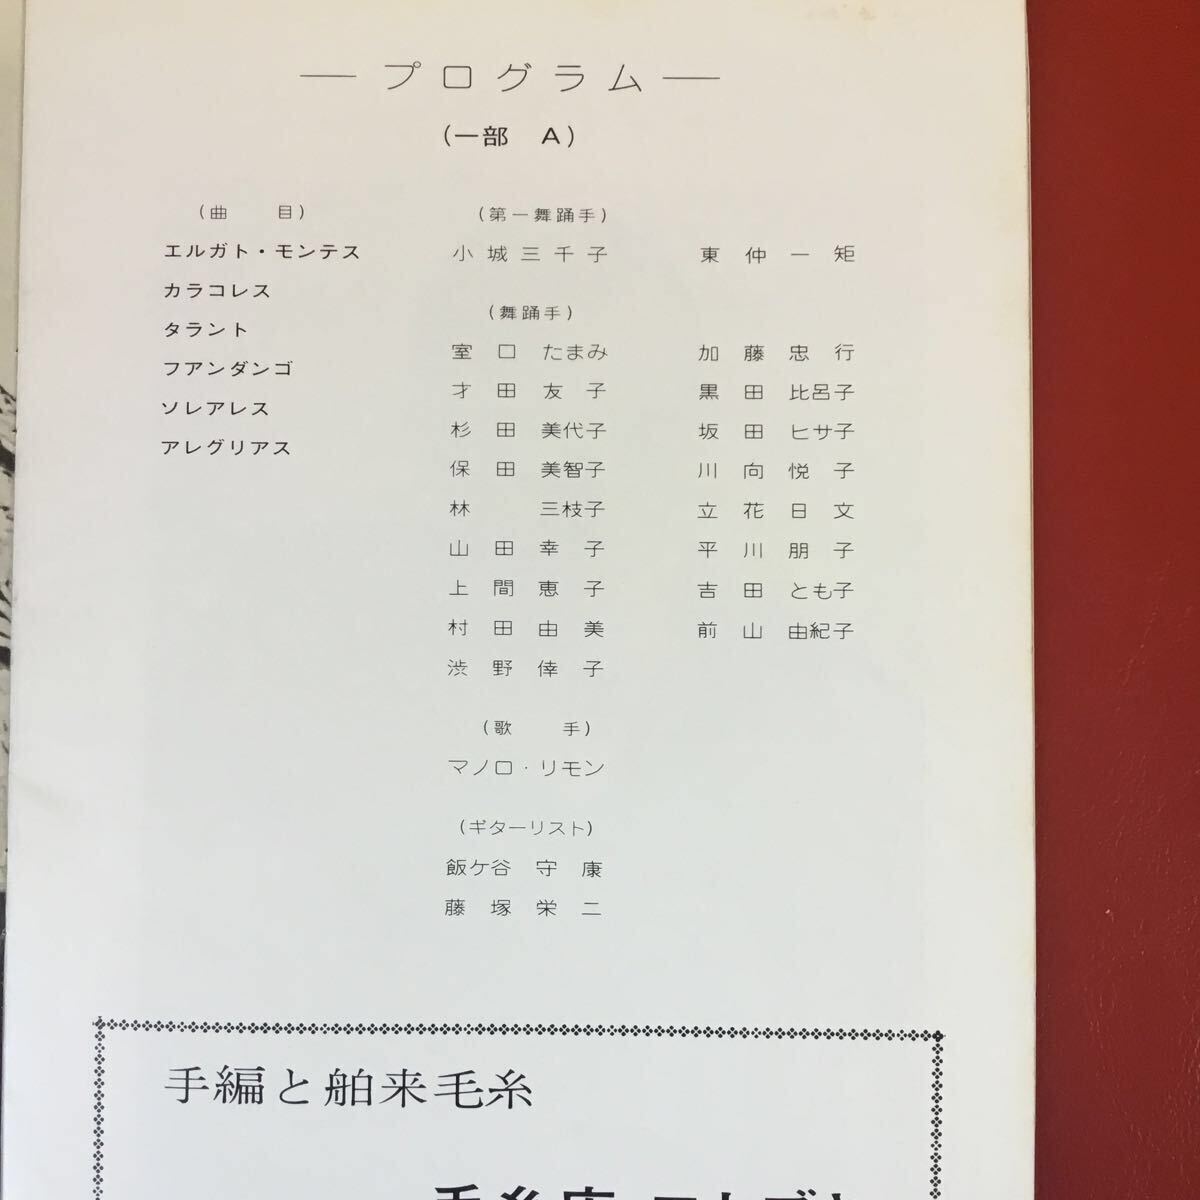 ― プログラム ―
(一部 A)
(曲 目)
エルガト・モンテス
カラコレス
タラント
フアンダンゴ
ソレアレス
アレグリアス
(第一舞踊手)
小城三千子 東仲一矩
(舞踊手)
室口 たまみ 加藤忠行
才田友子 黒田 比呂子
杉田 美代子 坂田 ヒサ子
保田 美智子 川向悦子
林 三枝子 立花日文
山田幸子 平川朋子
上間恵子 吉田 とも子
村田由美 前山 由紀子
渋野倖子
(歌 手)
マノロ・リモン
(ギターリスト)
飯ケ谷 守康
藤塚栄二
手編と舶来毛糸